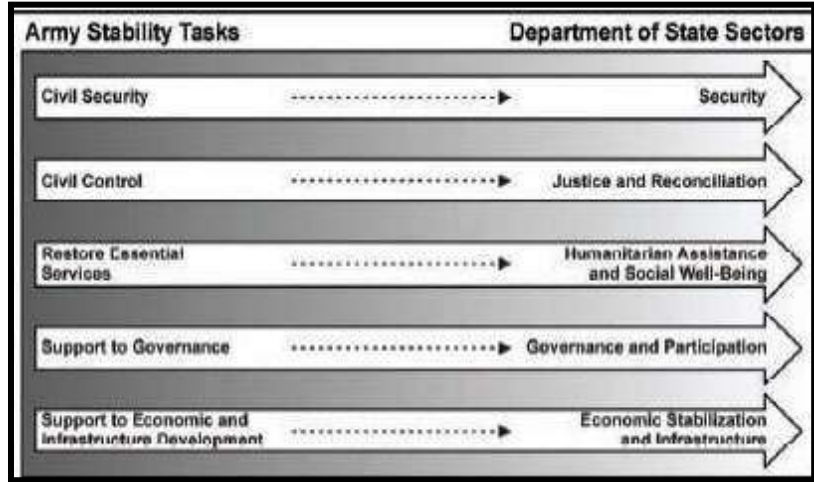 Army Stability Tasks Department of State Sectors
Civil Security Security
Civil Control Justice and Reconciliation
Restore Essential Humanitarian Assistance
Services and Social Well-Being
Support to Governance Governance and Participation
Support to Economic and Economic Stabilization
Infrastructure Development and Infrastructure